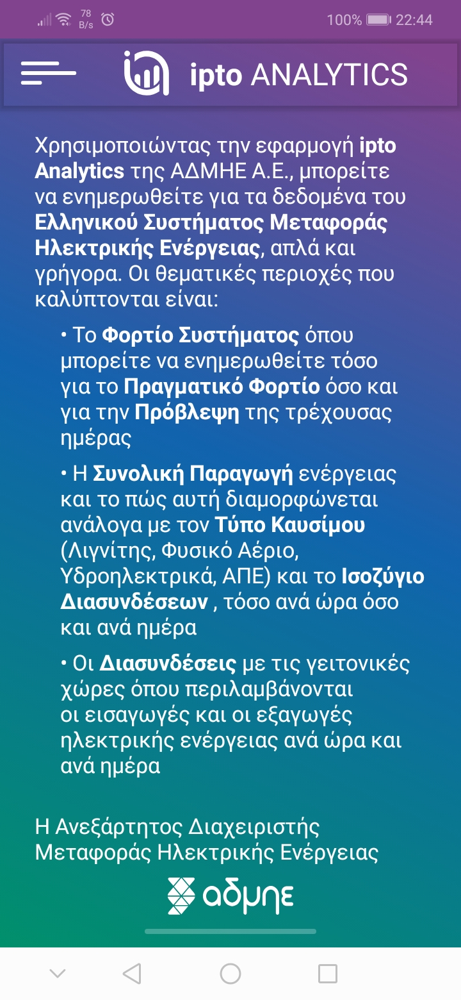 78
B/s
100%
22:44
ipto ANALYTICS
Χρησιμοποιώντας την εφαρμογή ipto
Analytics της ΑΔΜΗΕ Α.Ε., μπορείτε
να ενημερωθείτε για τα δεδομένα του
Ελληνικού Συστήματος Μεταφοράς
Ηλεκτρικής Ενέργειας, απλά και
γρήγορα. Οι θεματικές περιοχές που
καλύπτονται είναι:
• Το Φορτίο Συστήματος όπου
μπορείτε να ενημερωθείτε τόσο
για το Πραγματικό Φορτίο όσο και
για την Πρόβλεψη της τρέχουσας
ημέρας
• Η Συνολική Παραγωγή ενέργειας
και το πώς αυτή διαμορφώνεται
ανάλογα με τον Τύπο Καυσίμου
(Λιγνίτης, Φυσικό Αέριο,
Υδροηλεκτρικά, ΑΠΕ) και το Ισοζύγιο
Διασυνδέσεων , τόσο ανά ώρα όσο
και ανά ημέρα
• Οι Διασυνδέσεις με τις γειτονικές
χώρες όπου περιλαμβάνονται
οι εισαγωγές και οι εξαγωγές
ηλεκτρικής ενέργειας ανά ώρα και
ανά ημέρα
Η Ανεξάρτητος Διαχειριστής
Μεταφοράς Ηλεκτρικής Ενέργειας
αδμηε